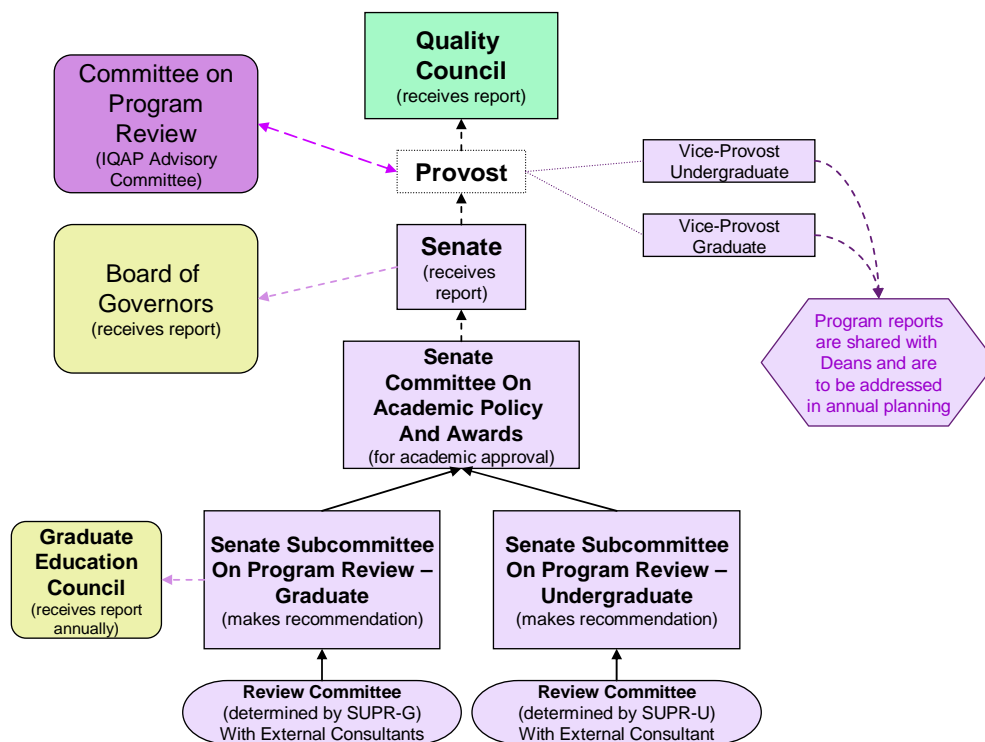 Quality
Council
(receives report)
Committee on
Program
Review
(IQAP Advisory
Committee)
Provost
Vice-Provost
Undergraduate
Vice-Provost
Graduate
Senate
(receives
report)
Board of
Governors
(receives report)
Program reports
are shared with
Deans and are
to be addressed
in annual planning
Senate
Committee On
Academic Policy
And Awards
(for academic approval)
Graduate
Education
Council
(receives report
annually)
Senate Subcommittee
On Program Review –
Graduate
(makes recommendation)
Senate Subcommittee
On Program Review –
Undergraduate
(makes recommendation)
Review Committee
(determined by SUPR-G)
With External Consultants
Review Committee
(determined by SUPR-U)
With External Consultant